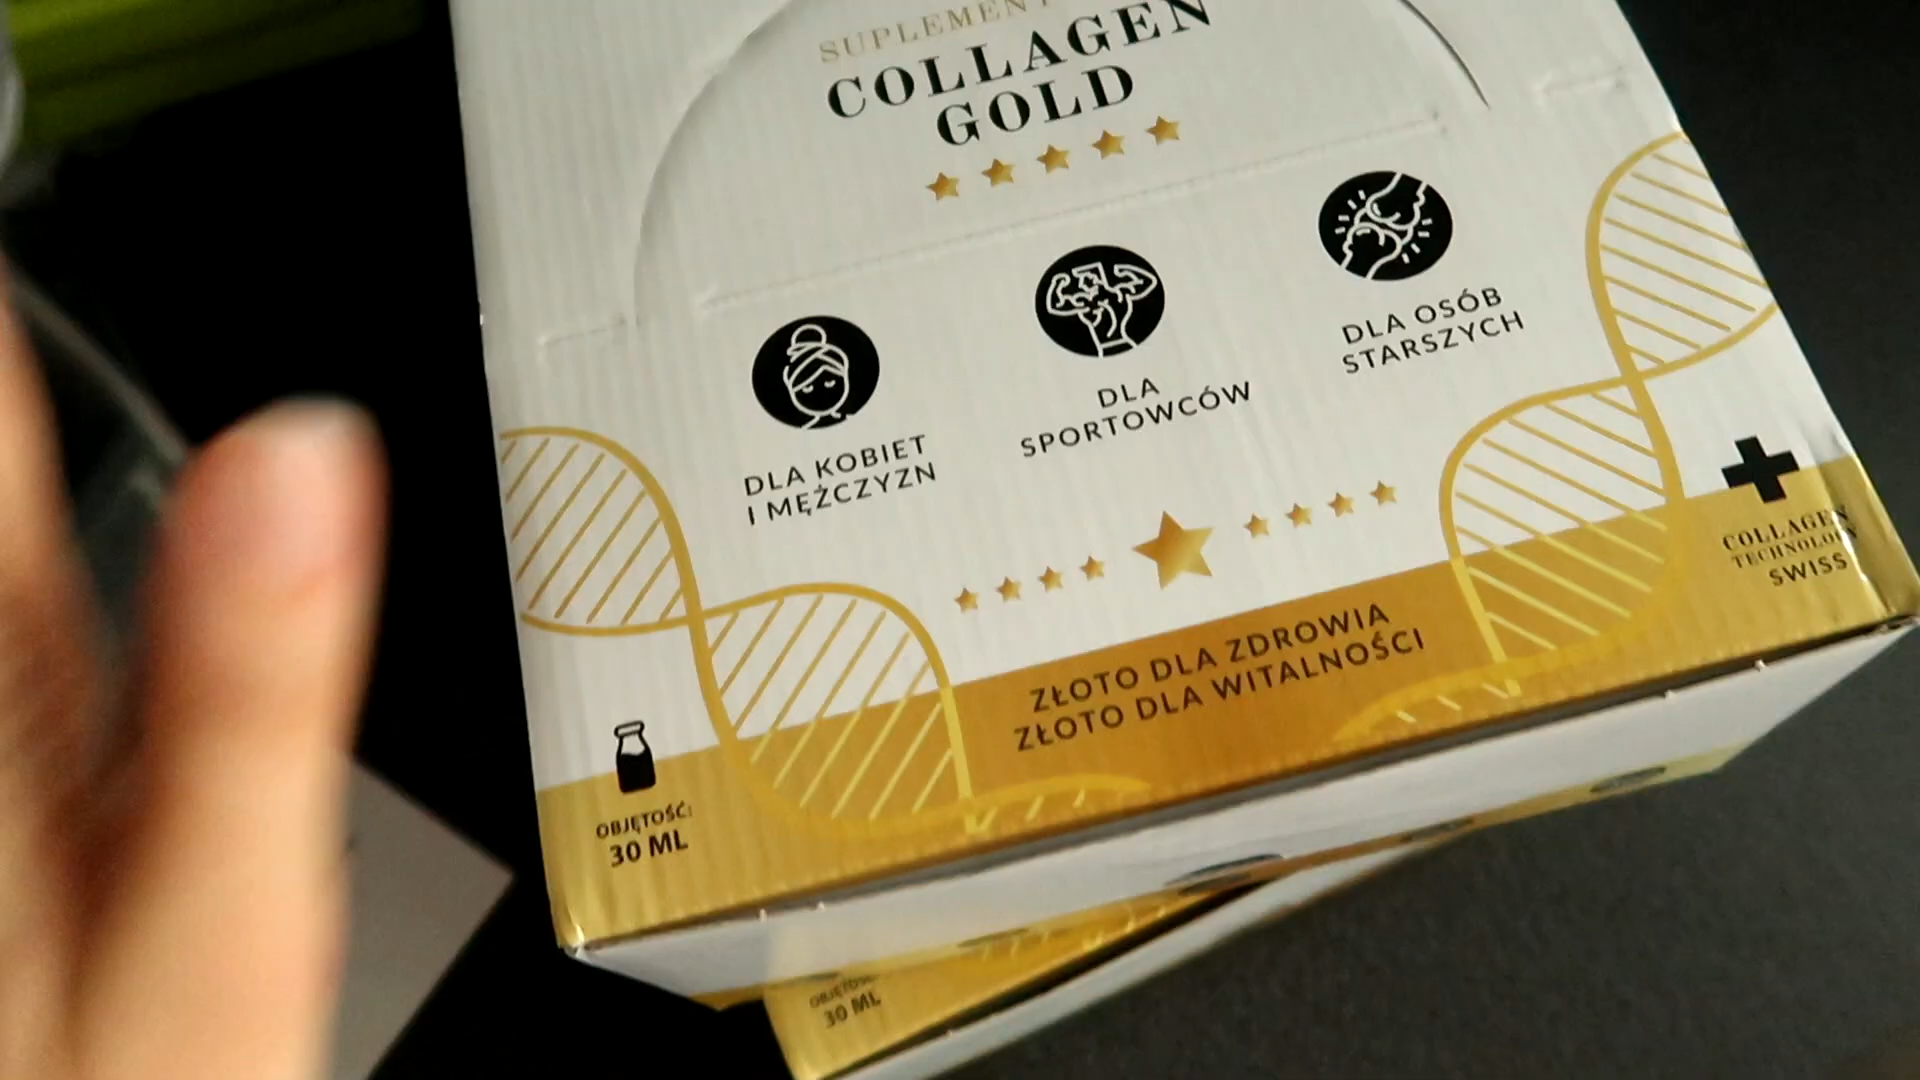 SUPLEMENT
COLLAGEN
GOLD
DLA KOBIET
I MĘŻCZYZN
DLA
SPORTOWCÓW
DLA OSÓB
STARSZYCH
COLLAGEN
TECHNOLOGY
SWISS
ZŁOTO DLA ZDROWIA
ZŁOTO DLA WITALNOŚCI
OBJĘTOŚĆ:
30 ML
OBJĘTOŚĆ
30 ML